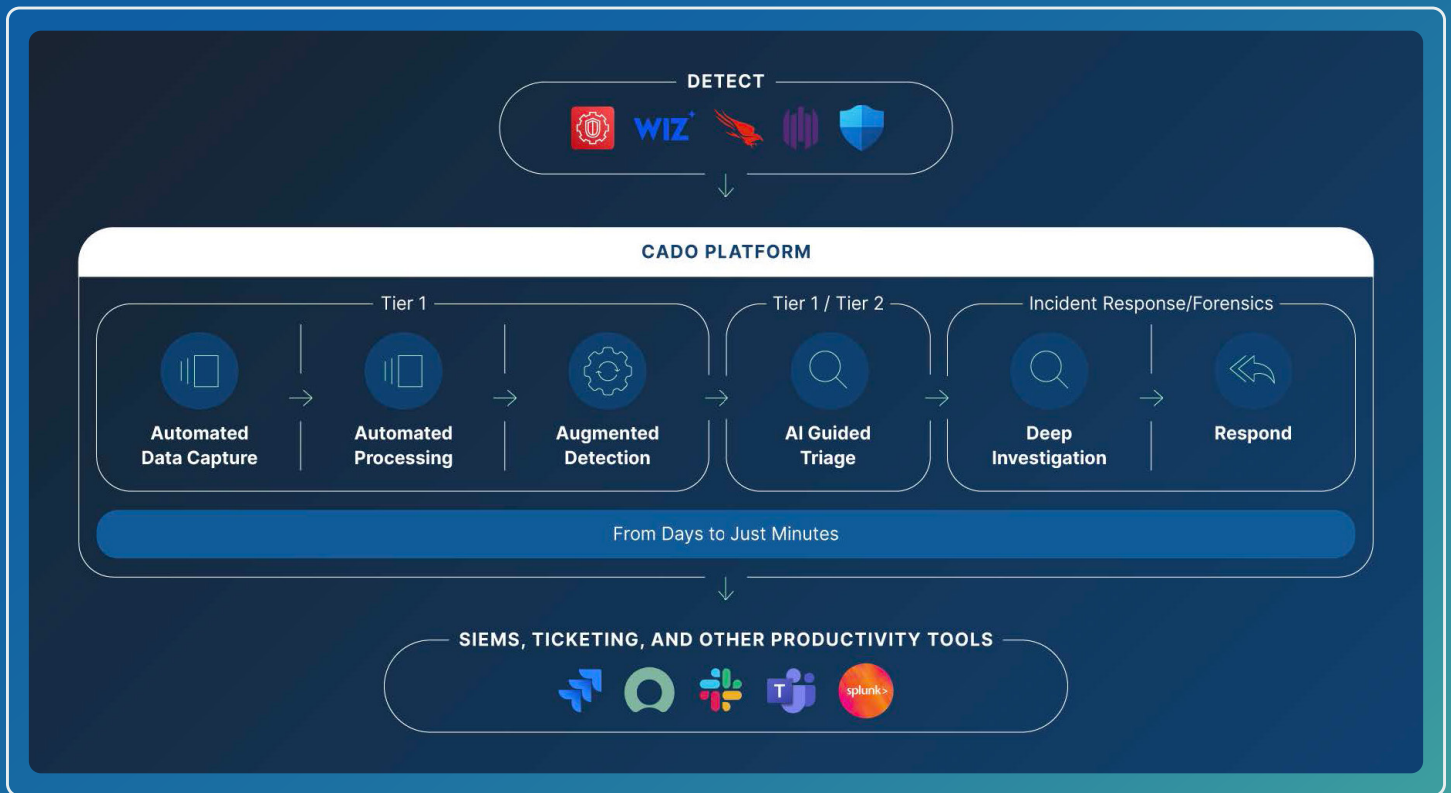 DETECT
WIZ
CADO PLATFORM
Tier 1
Tier 1 / Tier 2
Incident Response/Forensics
Automated
Data Capture
Automated
Processing
Augmented
Detection
AI Guided
Triage
Deep
Investigation
Respond
From Days to Just Minutes
SIEMS, TICKETING, AND OTHER PRODUCTIVITY TOOLS
T
splunk>